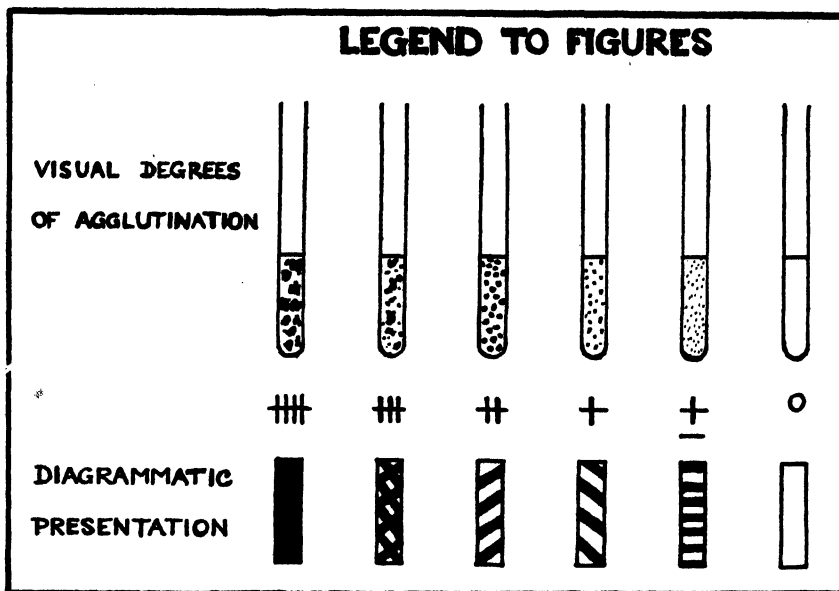 LEGEND TO FIGURES
VISUAL DEGREES
OF AGGLUTINATION
++++ +++ ++ + ± O
DIAGRAMMATIC
PRESENTATION